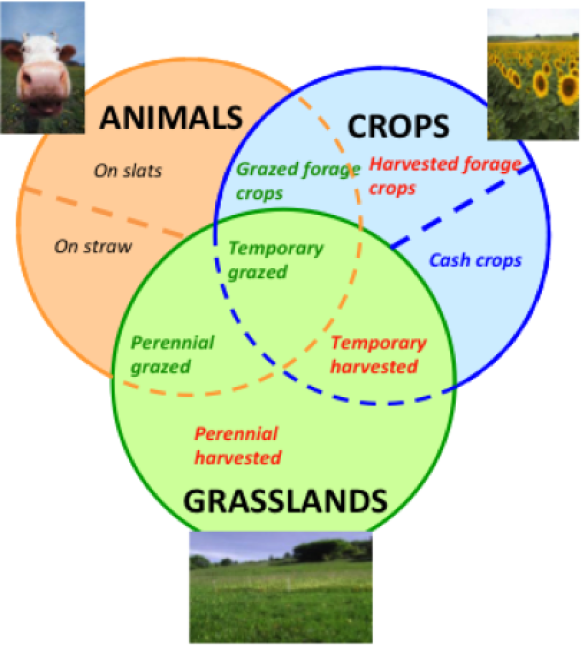 ANIMALS
CROPS
On slats
Grazed forage
crops
Harvested forage
crops
On straw
Temporary
grazed
Cash crops
Perennial
grazed
Temporary
harvested
Perennial
harvested
GRASSLANDS